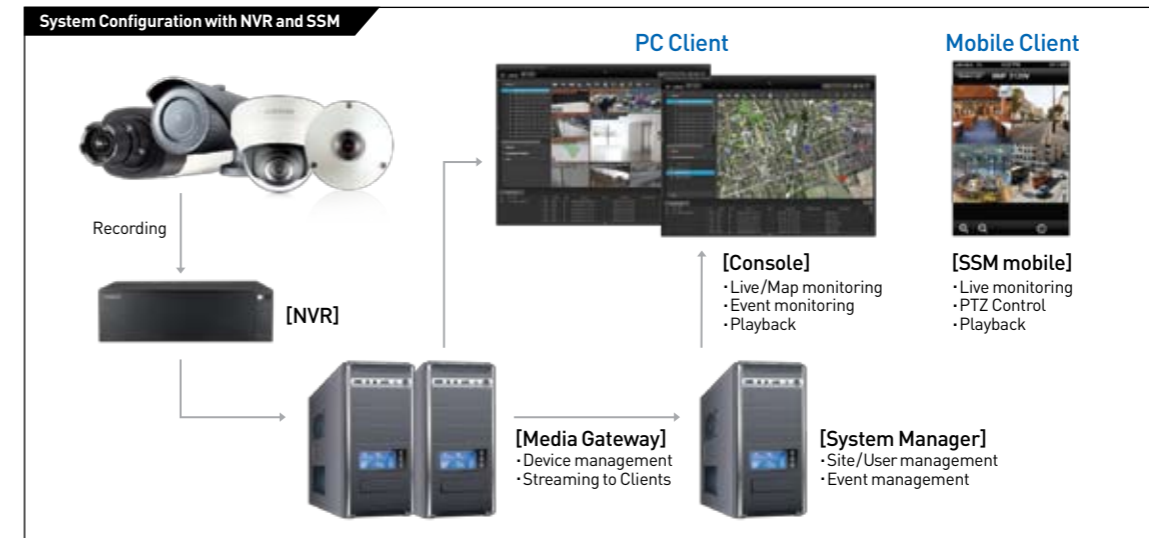 System Configuration with NVR and SSM
PC Client
Mobile Client
Recording
[NVR]
[Console]
·Live/Map monitoring
·Event monitoring
·Playback
[SSM mobile]
·Live monitoring
·PTZ Control
·Playback
[Media Gateway]
·Device management
·Streaming to Clients
[System Manager]
·Site/User management
·Event management